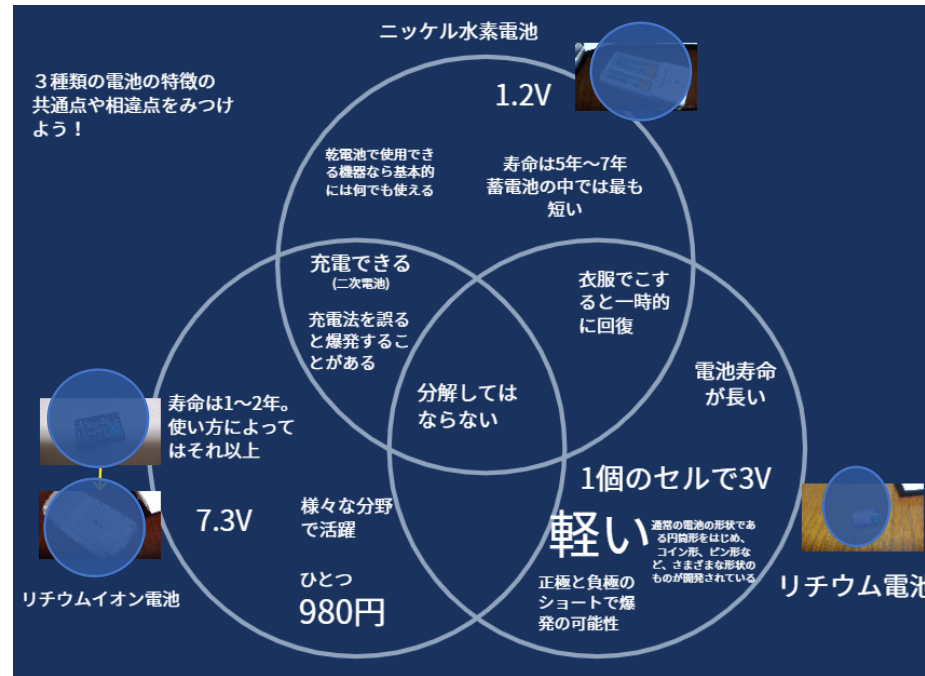 ニッケル水素電池
３種類の電池の特徴の
共通点や相違点をみつけ
よう！
1.2V
乾電池で使用でき
る機器なら基本的
には何でも使える
寿命は5年～7年
蓄電池の中では最も
短い
充電できる
(二次電池)
充電法を誤る
と爆発するこ
とがある
衣服でこす
ると一時的
に回復
分解しては
ならない
電池寿命
が長い
寿命は1～2年。
使い方によって
はそれ以上
7.3V
様々な分野
で活躍
ひとつ
980円
リチウムイオン電池
1個のセルで3V
軽い
通常の電池の形状であ
る円筒形をはじめ、
コイン形、ピン形な
ど、さまざまな形状の
ものが開発されている
正極と負極の
ショートで爆
発の可能性
リチウム電池